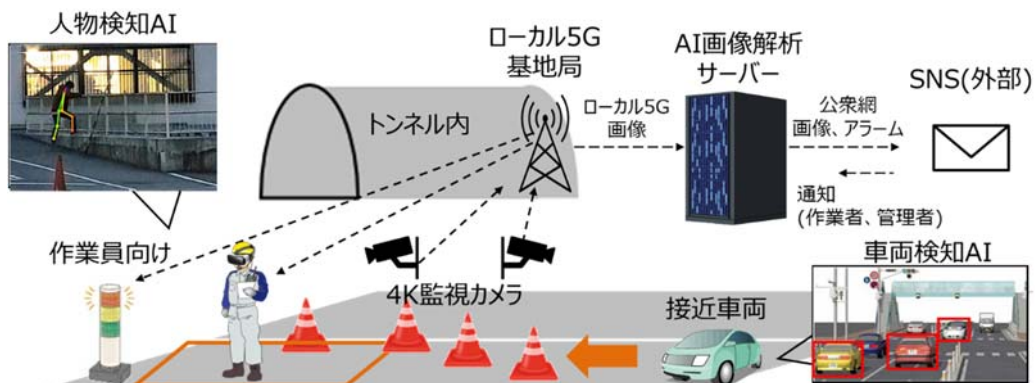 人物検知AI
ローカル5G
基地局
AI画像解析
サーバー
SNS(外部)
トンネル内
ローカル5G
画像
公衆網
画像、アラーム
通知
(作業者、管理者)
作業員向け
4K監視カメラ
接近車両
車両検知AI